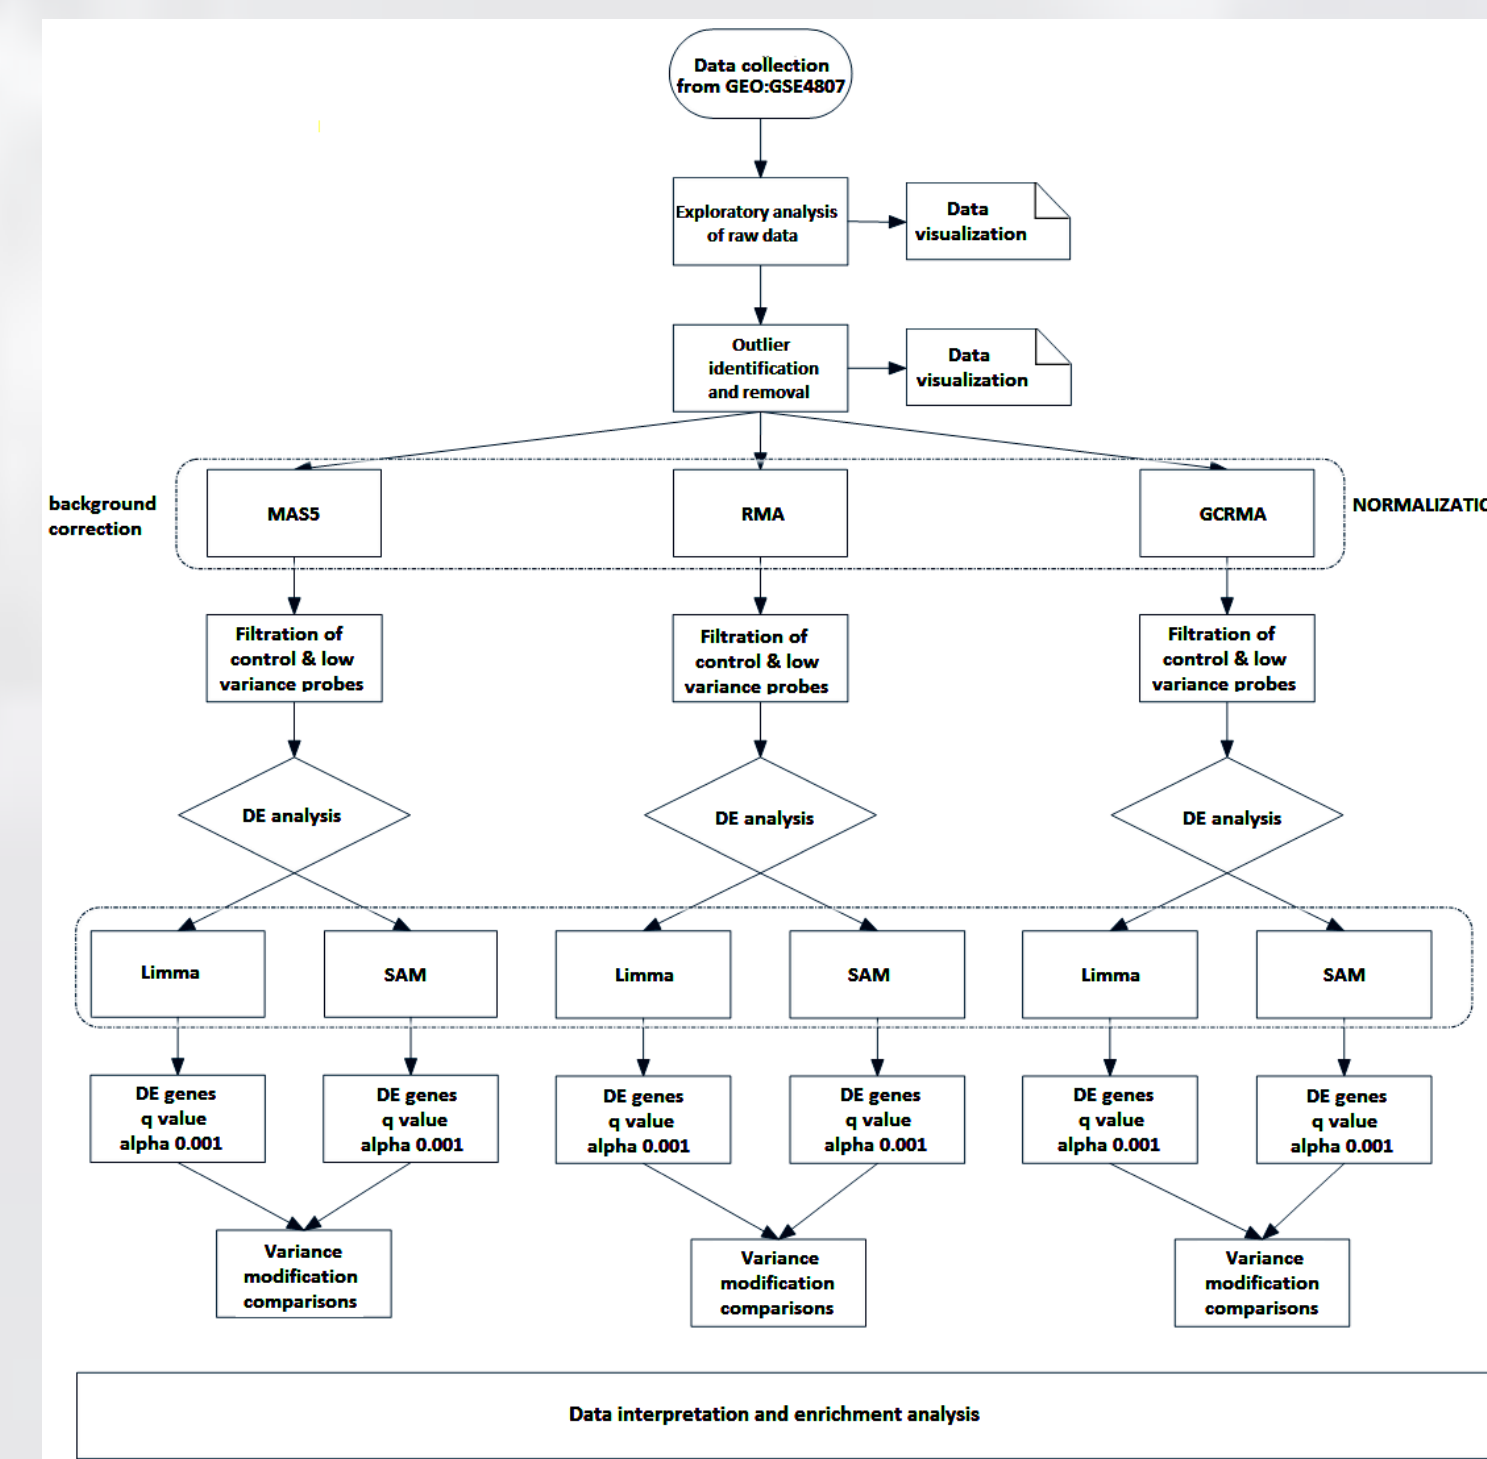 Data collection
from GEO:GSE4807
Exploratory analysis
of raw data
Data
visualization
Outlier
identification
and removal
Data
visualization
background
correction
MAS5
RMA
GCRMA
NORMALIZATIO
Filtration of
control & low
variance probes
Filtration of
control & low
variance probes
Filtration of
control & low
variance probes
DE analysis
DE analysis
DE analysis
Limma
SAM
Limma
SAM
Limma
SAM
DE genes
q value
alpha 0.001
DE genes
q value
alpha 0.001
DE genes
q value
alpha 0.001
DE genes
q value
alpha 0.001
DE genes
q value
alpha 0.001
DE genes
q value
alpha 0.001
Variance
modification
comparisons
Variance
modification
comparisons
Variance
modification
comparisons
Data interpretation and enrichment analysis